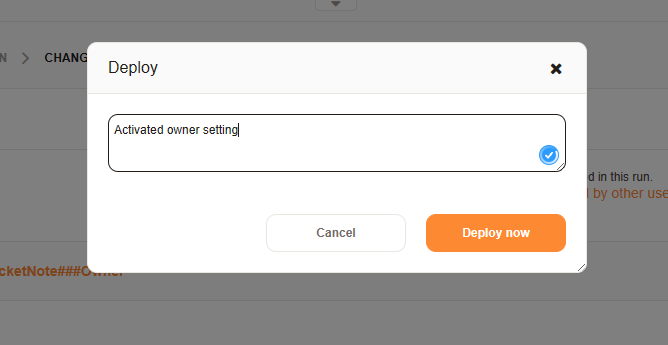 N > CHANG
Deploy
Activated owner setting
d in this run.
by other use
Cancel
Deploy now
cketNote###Owner